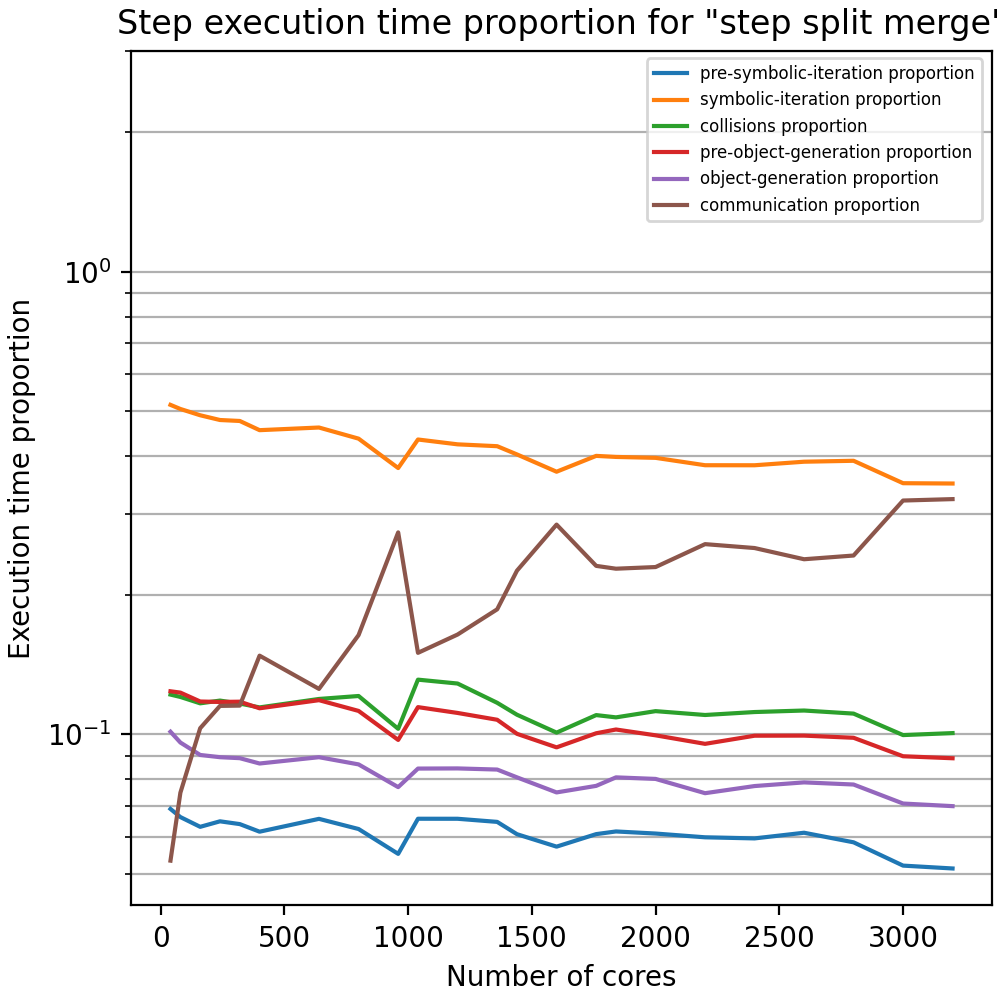 Step execution time proportion for "step split merge'
pre-symbolic-iteration proportion
symbolic-iteration proportion
collisions proportion
pre-object-generation proportion
object-generation proportion
communication proportion
Execution time proportion
10⁰
10⁻¹
0 500 1000 1500 2000 2500 3000
Number of cores